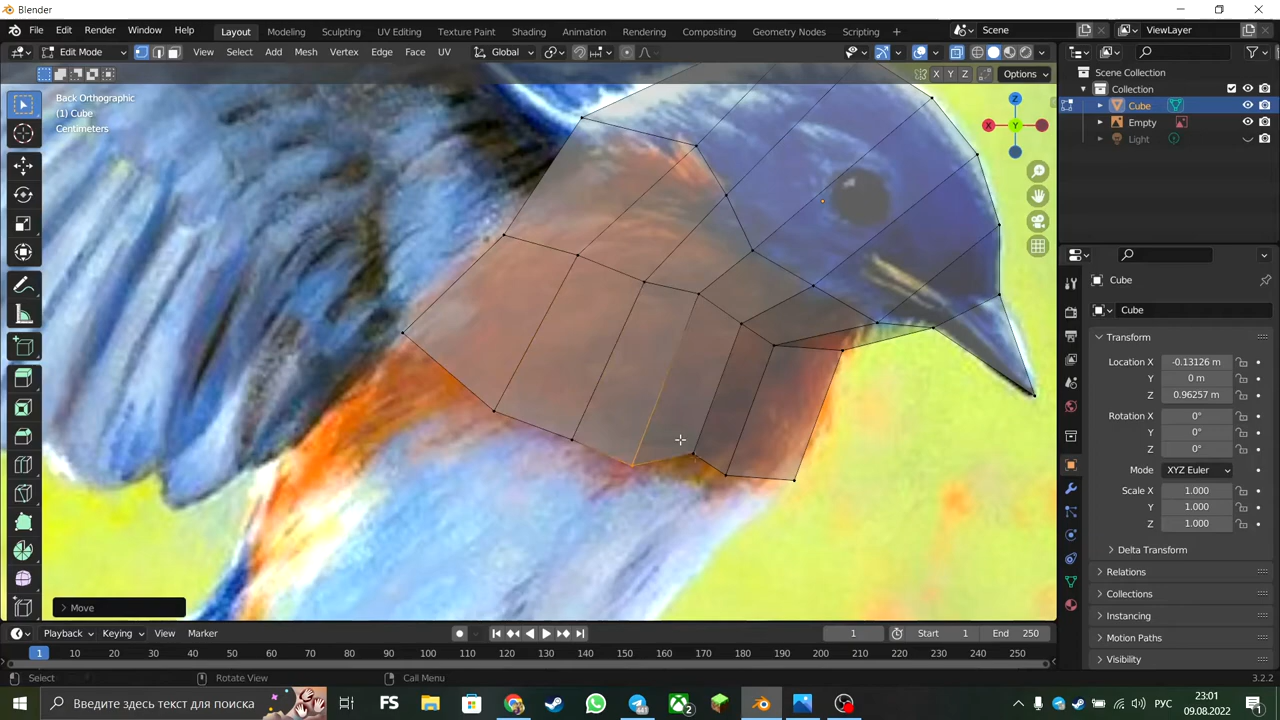 Blender
File Edit Render Window Help Layout Modeling Sculpting UV Editing Texture Paint Shading Animation Rendering Compositing Geometry Nodes Scripting + Scene ViewLayer
Edit Mode View Select Add Mesh Vertex Edge Face UV Global
X Y Z Options
Back Orthographic
(1) Cube
Centimeters
Z
X Y
Scene Collection
Collection
Cube
Empty
Light
Cube
Cube
Transform
Location X -0.13126 m
Y 0 m
Z 0.96257 m
Rotation X 0°
Y 0°
Z 0°
Mode XYZ Euler
Scale X 1.000
Y 1.000
Z 1.000
Delta Transform
Relations
Collections
Instancing
Motion Paths
Visibility
Move
Playback Keying View Marker 1 Start 1 End 250
1 10 20 30 40 50 60 70 80 90 100 110 120 130 140 150 160 170 180 190 200 210 220 230 240 250
Select Rotate View Call Menu 3.2.2
Введите здесь текст для поиска FS 2 РУС 23:01
09.08.2022